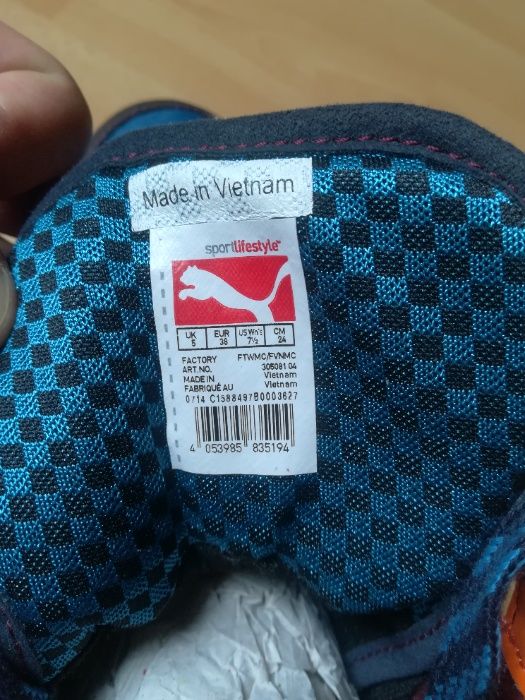 Made in Vietnam
sportlifestyle™
UK EUR US Wn's CM
5 38 7½ 24
FACTORY FTWMC/FVNMC
ART.NO. 305081 04
MADE IN Vietnam
FABRIQUÉ AU Vietnam
0714 C1588497B0003627
4 053985 835194